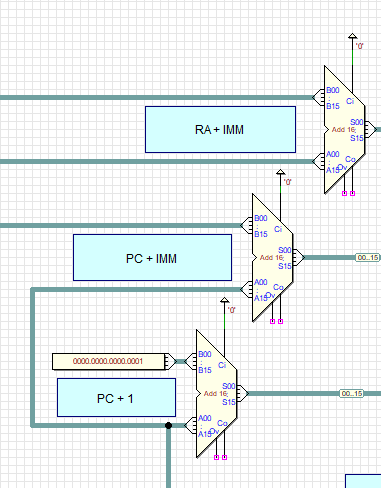 '0'
B00
B15
Ci
RA + IMM
S00
Add 16
S15
A00
A15
Co
Ov
'0'
B00
B15
Ci
PC + IMM
S00
Add 16
S15
00..15
A00
A15
Co
Ov
'0'
0000.0000.0000.0001
B00
B15
Ci
PC + 1
S00
Add 16
S15
00..15
A00
A15
Co
Ov